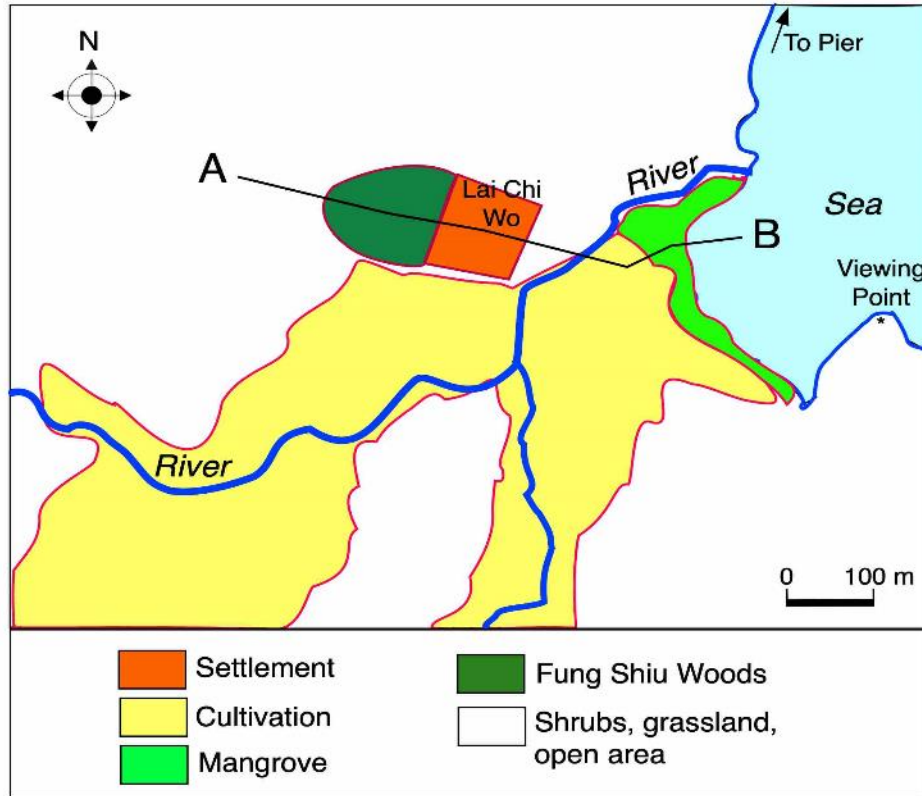 N
To Pier
A
River
Lai Chi
Wo
Sea
B
Viewing
Point
*
River
0 100 m
Settlement
Cultivation
Mangrove
Fung Shiu Woods
Shrubs, grassland,
open area